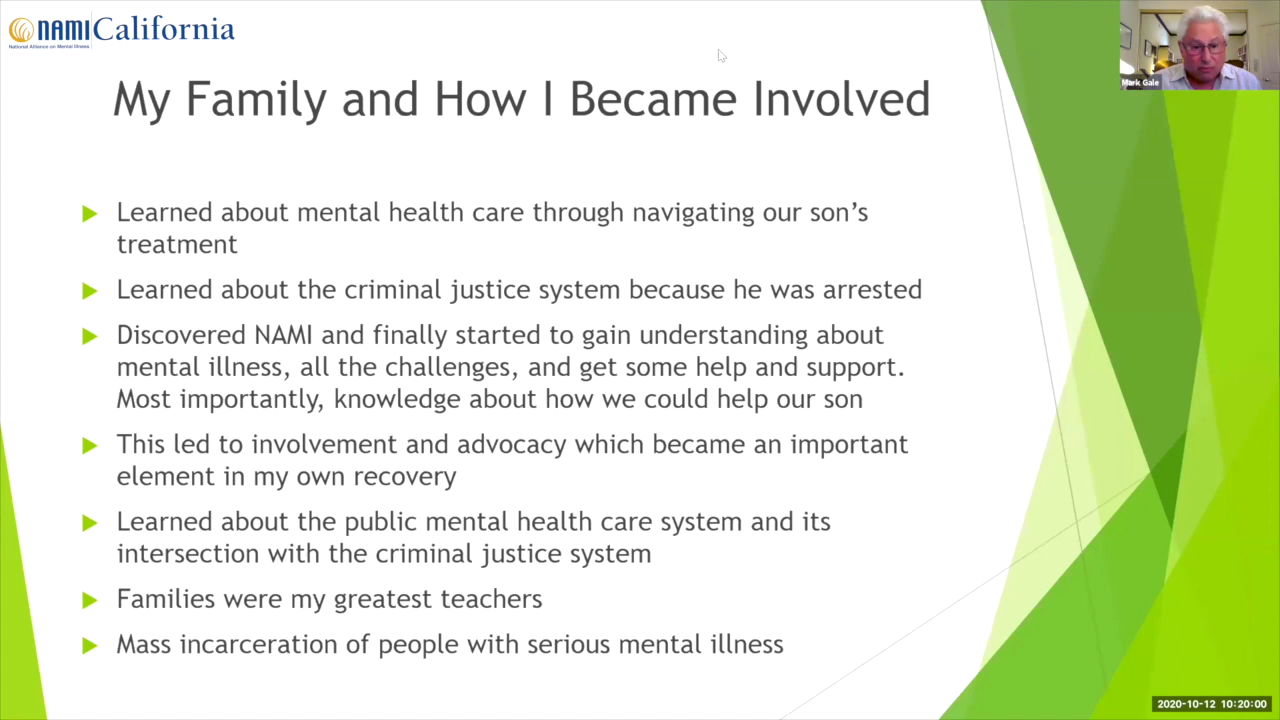 NAMI California
National Alliance on Mental Illness
Mark Gale
My Family and How I Became Involved
Learned about mental health care through navigating our son’s
treatment
Learned about the criminal justice system because he was arrested
Discovered NAMI and finally started to gain understanding about
mental illness, all the challenges, and get some help and support.
Most importantly, knowledge about how we could help our son
This led to involvement and advocacy which became an important
element in my own recovery
Learned about the public mental health care system and its
intersection with the criminal justice system
Families were my greatest teachers
Mass incarceration of people with serious mental illness
2020-10-12 10:20:00